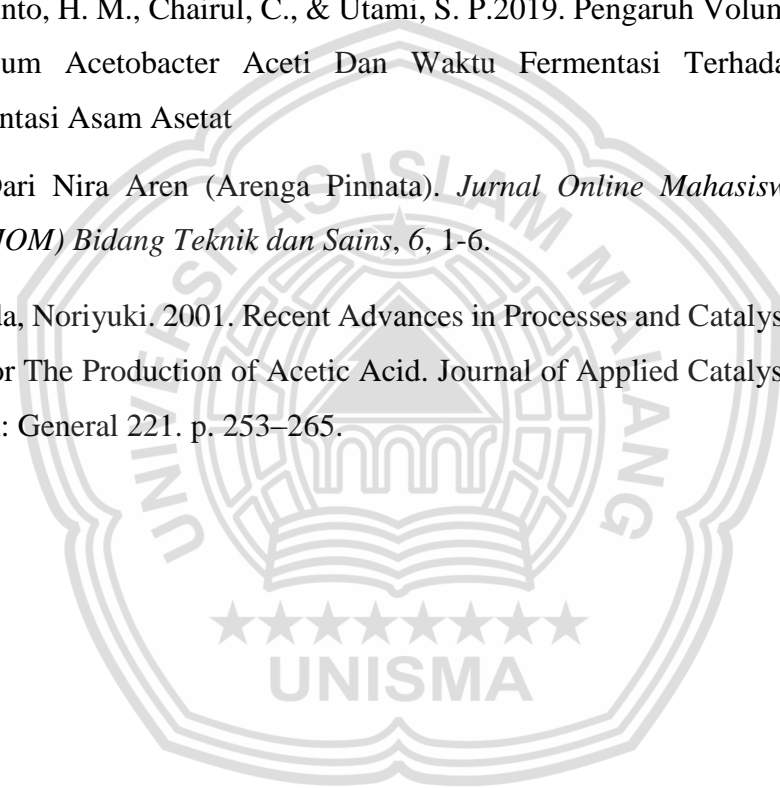 nto, H. M., Chairul, C., & Utami, S. P.2019. Pengaruh Volum
um Acetobacter Aceti Dan Waktu Fermentasi Terhada
ntasi Asam Asetat
Dari Nira Aren (Arenga Pinnata). Jurnal Online Mahasisw
JOM) Bidang Teknik dan Sains, 6, 1-6.
da, Noriyuki. 2001. Recent Advances in Processes and Catalys
or The Production of Acetic Acid. Journal of Applied Catalys
: General 221. p. 253–265.
UNIVERSITAS ISLAM MALANG
UNISMA